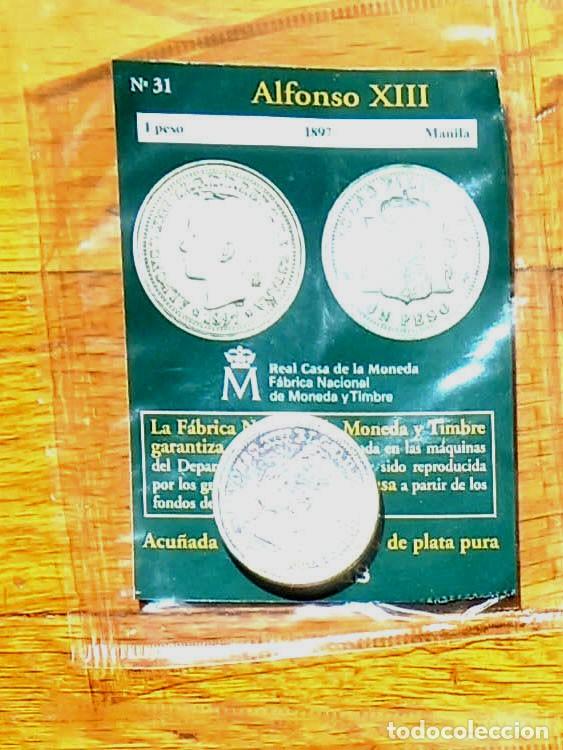 Nº 31
Alfonso XIII
1 peso 1897 Manila
UN PESO
M
Real Casa de la Moneda
Fábrica Nacional
de Moneda y Timbre
La Fábrica Moneda y Timbre
garantiza en las máquinas
del sido reproducida
por los a partir de los
fondos
Acuñada de plata pura
todocoleccion